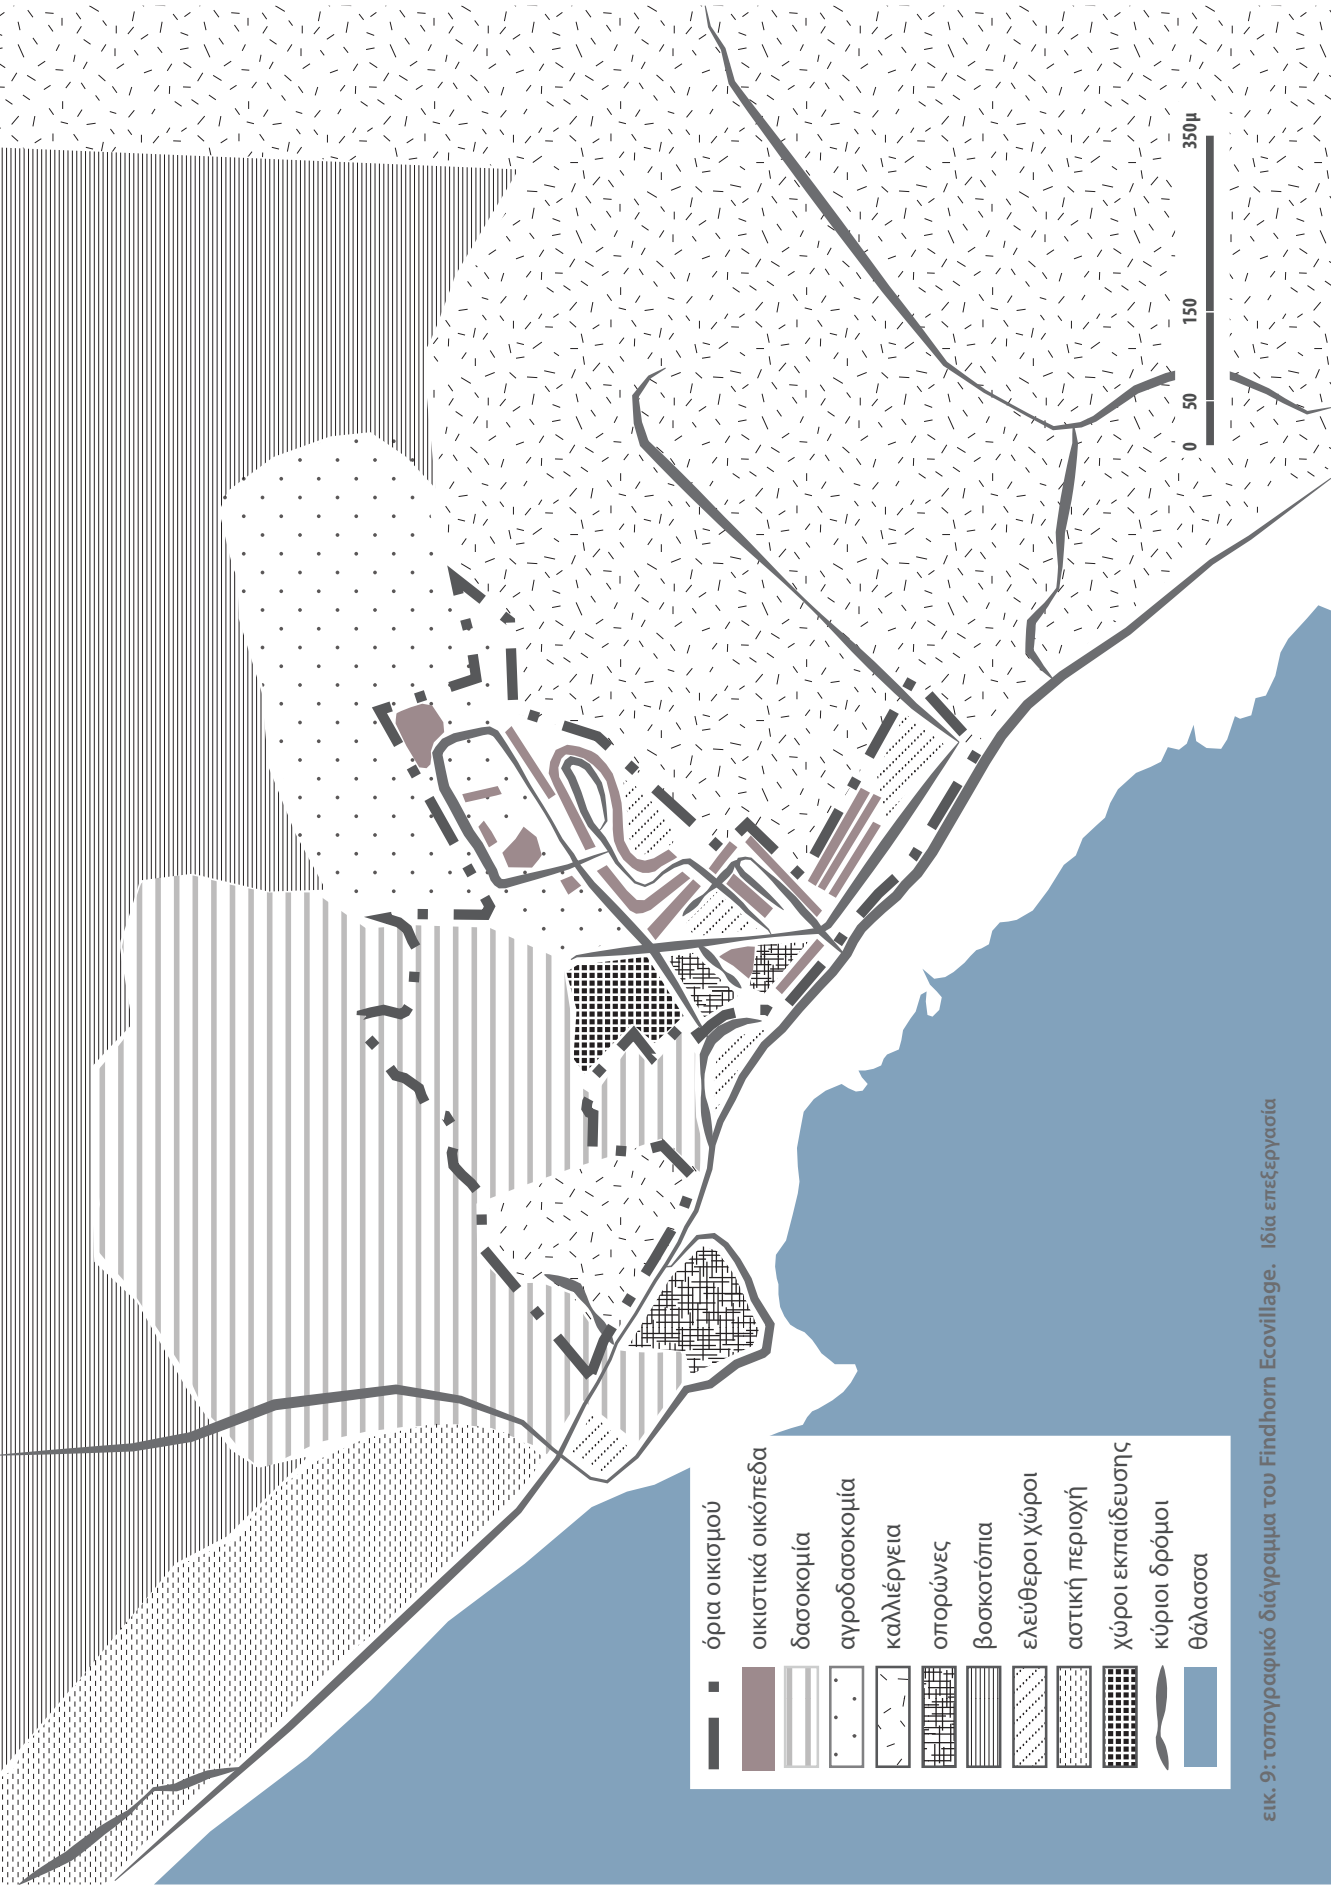 όρια οικισμού
οικιστικά οικόπεδα
δασοκομία
αγροδασοκομία
καλλιέργεια
οπορώνες
βοσκοτόπια
ελεύθεροι χώροι
αστική περιοχή
χώροι εκπαίδευσης
κύριοι δρόμοι
θάλασσα
0 50 150 350μ
εικ. 9: τοπογραφικό διάγραμμα του Findhorn Ecovillage. Ιδία επεξεργασία